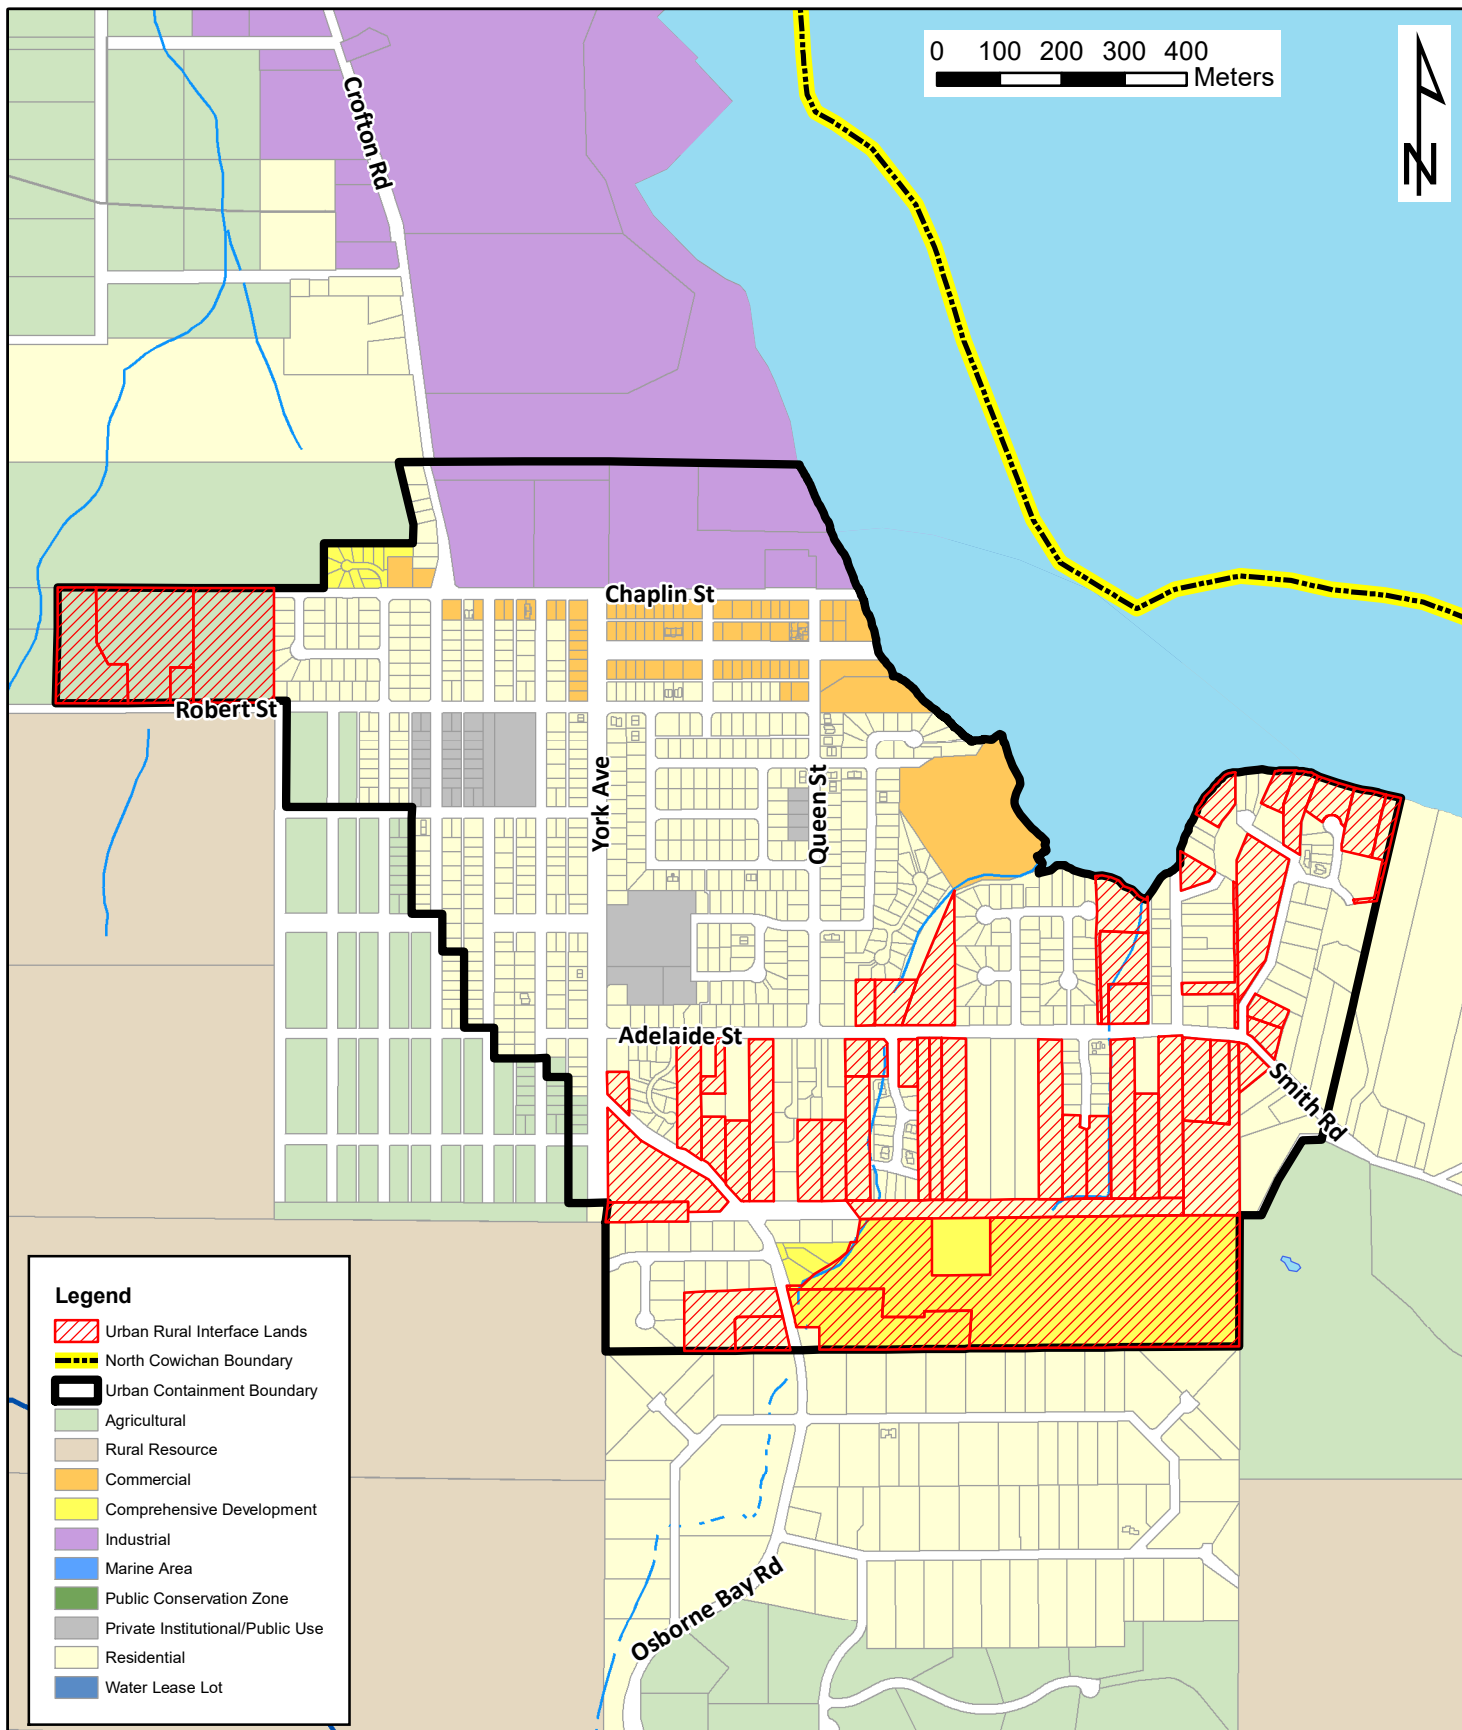 0 100 200 300 400
Meters
N
Crofton Rd
Chaplin St
Robert St
York Ave
Queen St
Adelaide St
Smith Rd
Osborne Bay Rd
Legend
Urban Rural Interface Lands
North Cowichan Boundary
Urban Containment Boundary
Agricultural
Rural Resource
Commercial
Comprehensive Development
Industrial
Marine Area
Public Conservation Zone
Private Institutional/Public Use
Residential
Water Lease Lot